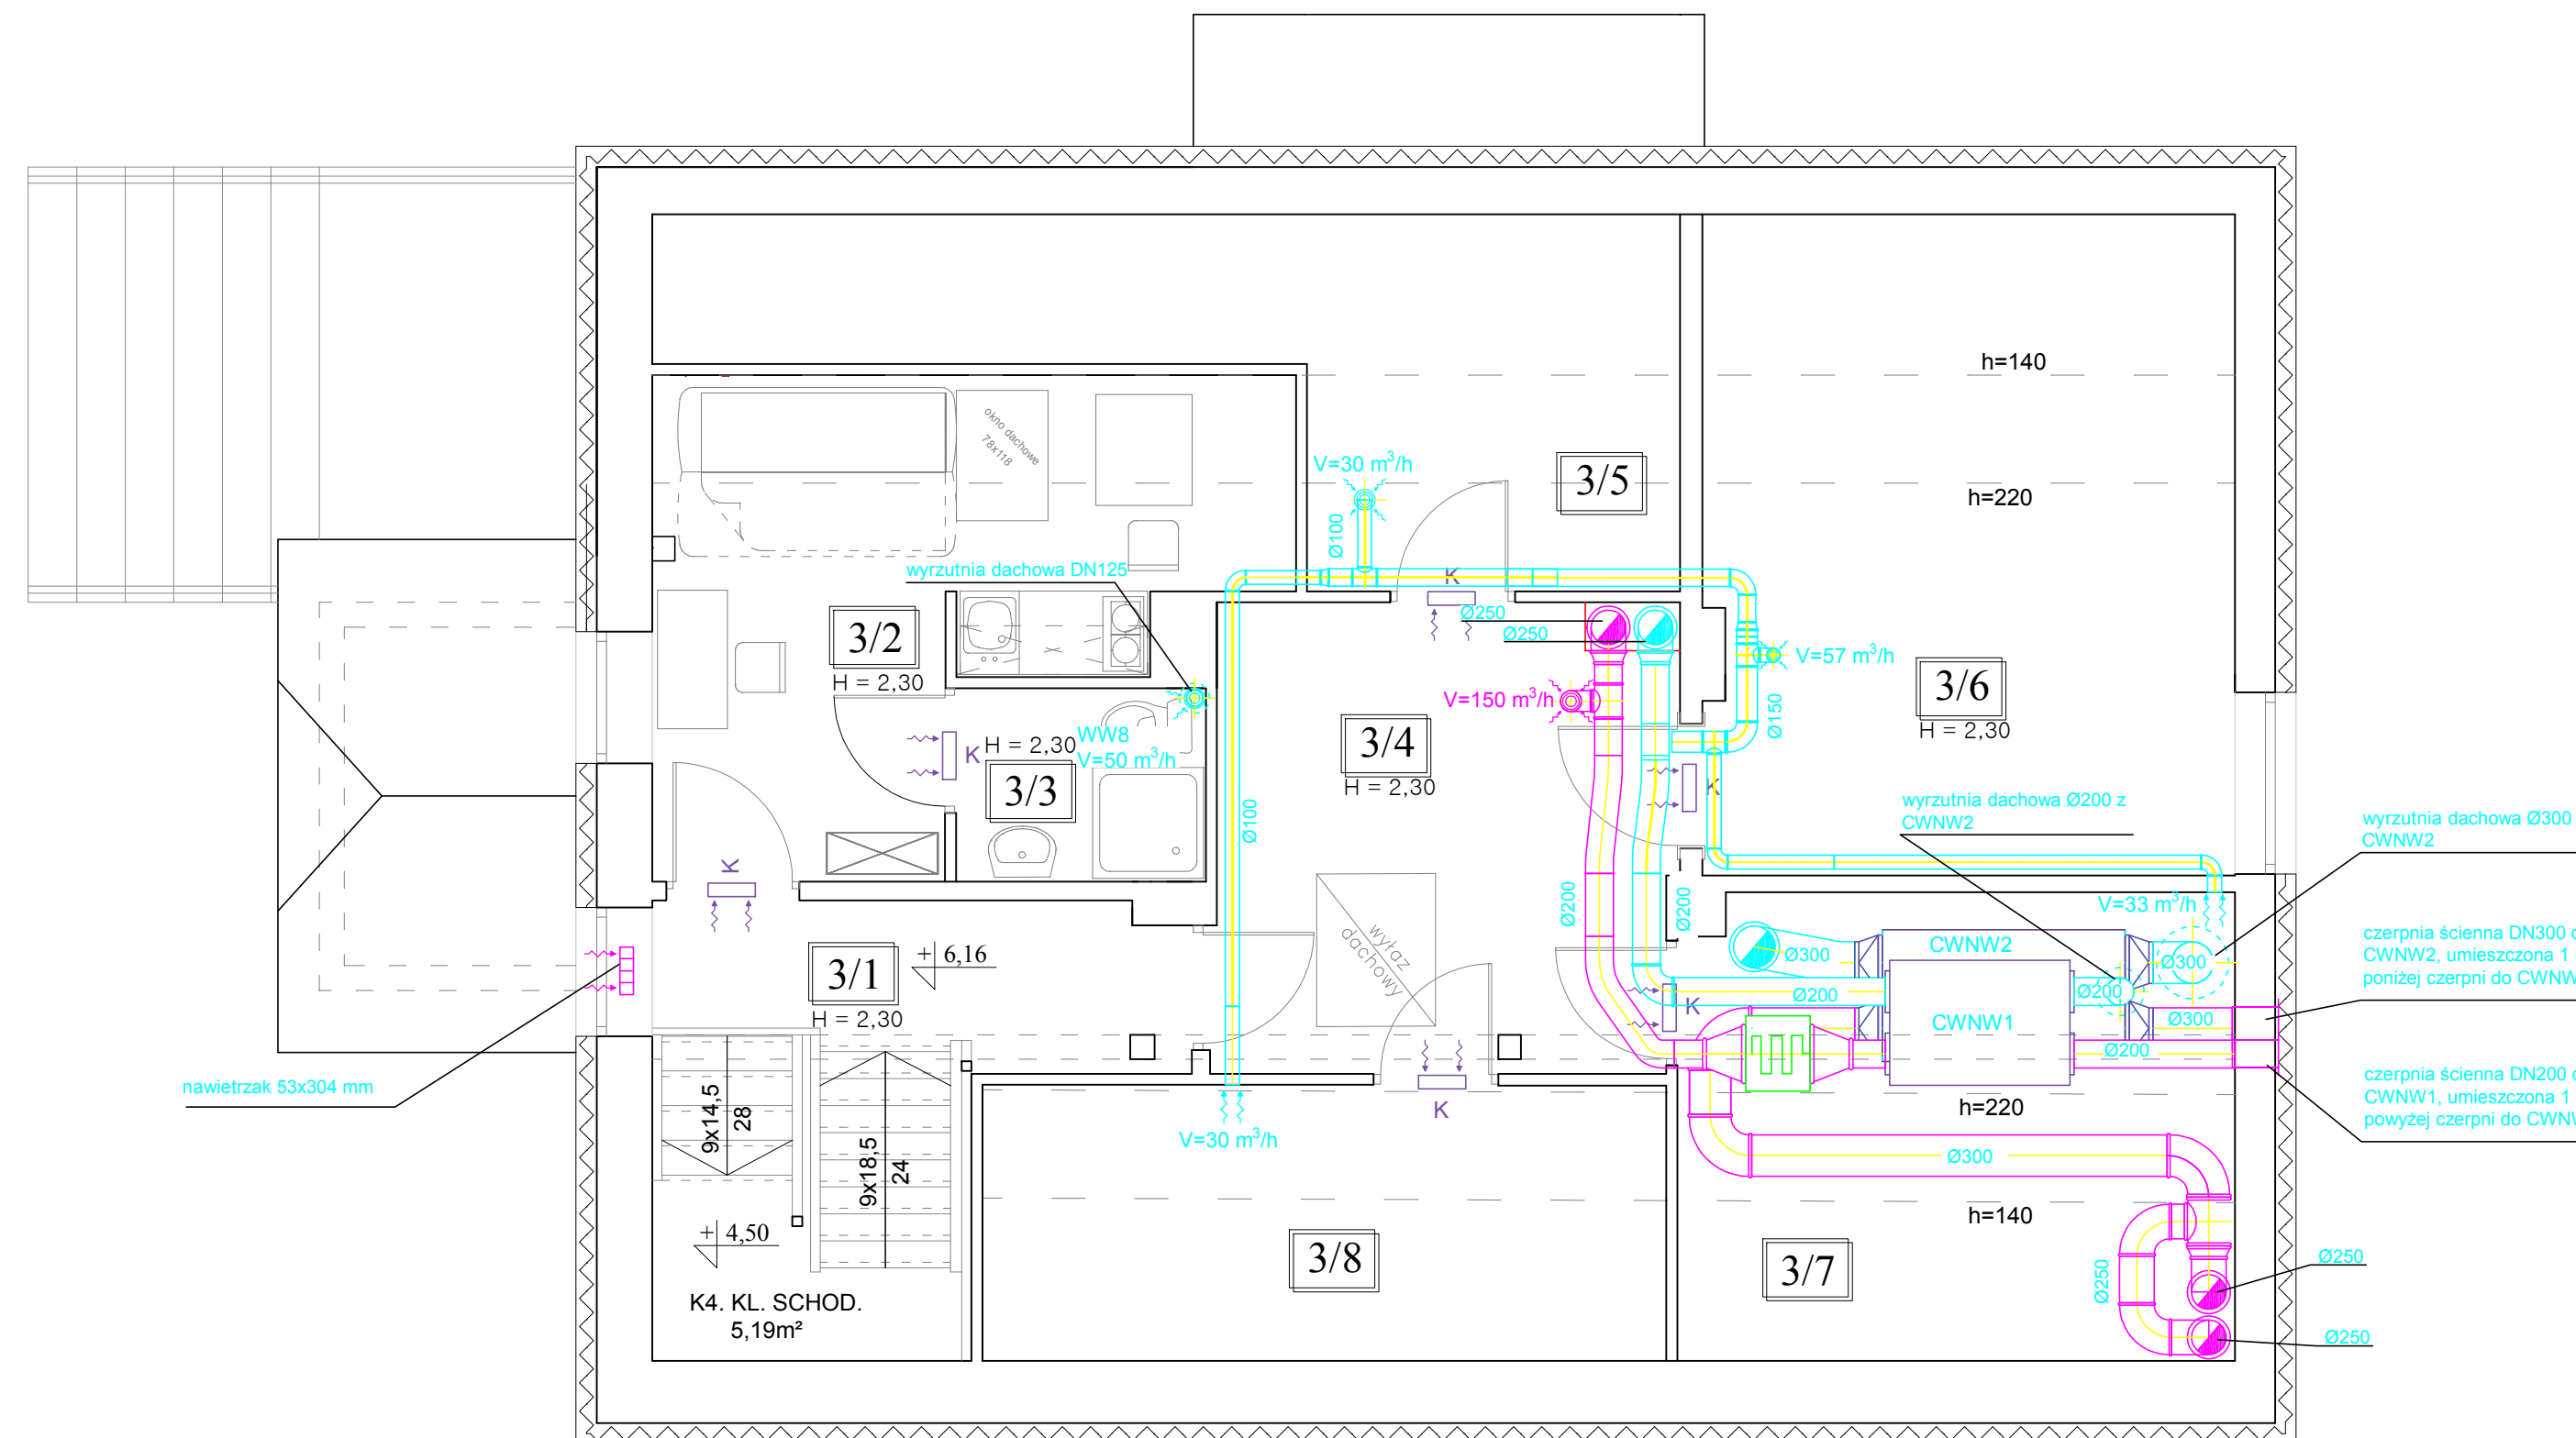 h=140
okno dachowe
78x118
V=30 m³/h
3/5
h=220
Ø100
wyrzutnia dachowa DN125
K
Ø250
Ø250
3/2
H = 2,30
V=57 m³/h
3/6
H = 2,30
V=150 m³/h
Ø150
WW8
V=50 m³/h
H = 2,30
K
3/3
3/4
H = 2,30
K
Ø100
wyrzutnia dachowa Ø200 z
CWNW2
wyrzutnia dachowa Ø300
CWNW2
K
Ø200
Ø200
V=33 m³/h
wyłaz
dachowy
3/1
+ 6,16
H = 2,30
CWNW2
Ø300
Ø300
czerpnia ścienna DN300
CWNW2, umieszczona 1
poniżej czerpni do CWNW
Ø200
Ø200
K
CWNW1
Ø300
Ø200
nawietrzak 53x304 mm
9x14,5
28
9x18,5
24
K
V=30 m³/h
h=220
czerpnia ścienna DN200
CWNW1, umieszczona 1
powyżej czerpni do CWNW
Ø300
h=140
+ 4,50
3/8
3/7
Ø250
Ø250
Ø250
K4. KL. SCHOD.
5,19m²